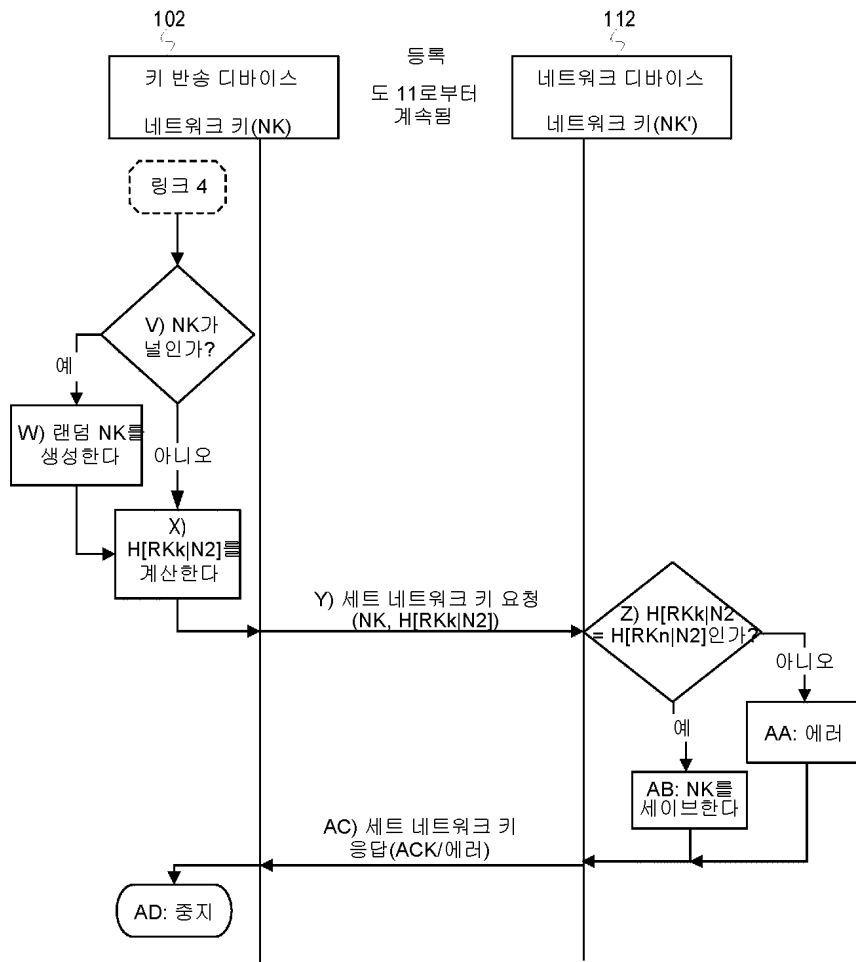 102
112
키 반송 디바이스
네트워크 키(NK)
등록
도 11로부터
계속됨
네트워크 디바이스
네트워크 키(NK')
링크 4
V) NK가
널인가?
예
아니오
W) 랜덤 NK를
생성한다
X)
H[RKk|N2]를
계산한다
Y) 세트 네트워크 키 요청
(NK, H[RKk|N2])
Z) H[RKk|N2
= H[RKn|N2]인가?
아니오
예
AA: 에러
AB: NK를
세이브한다
AC) 세트 네트워크 키
응답(ACK/에러)
AD: 중지